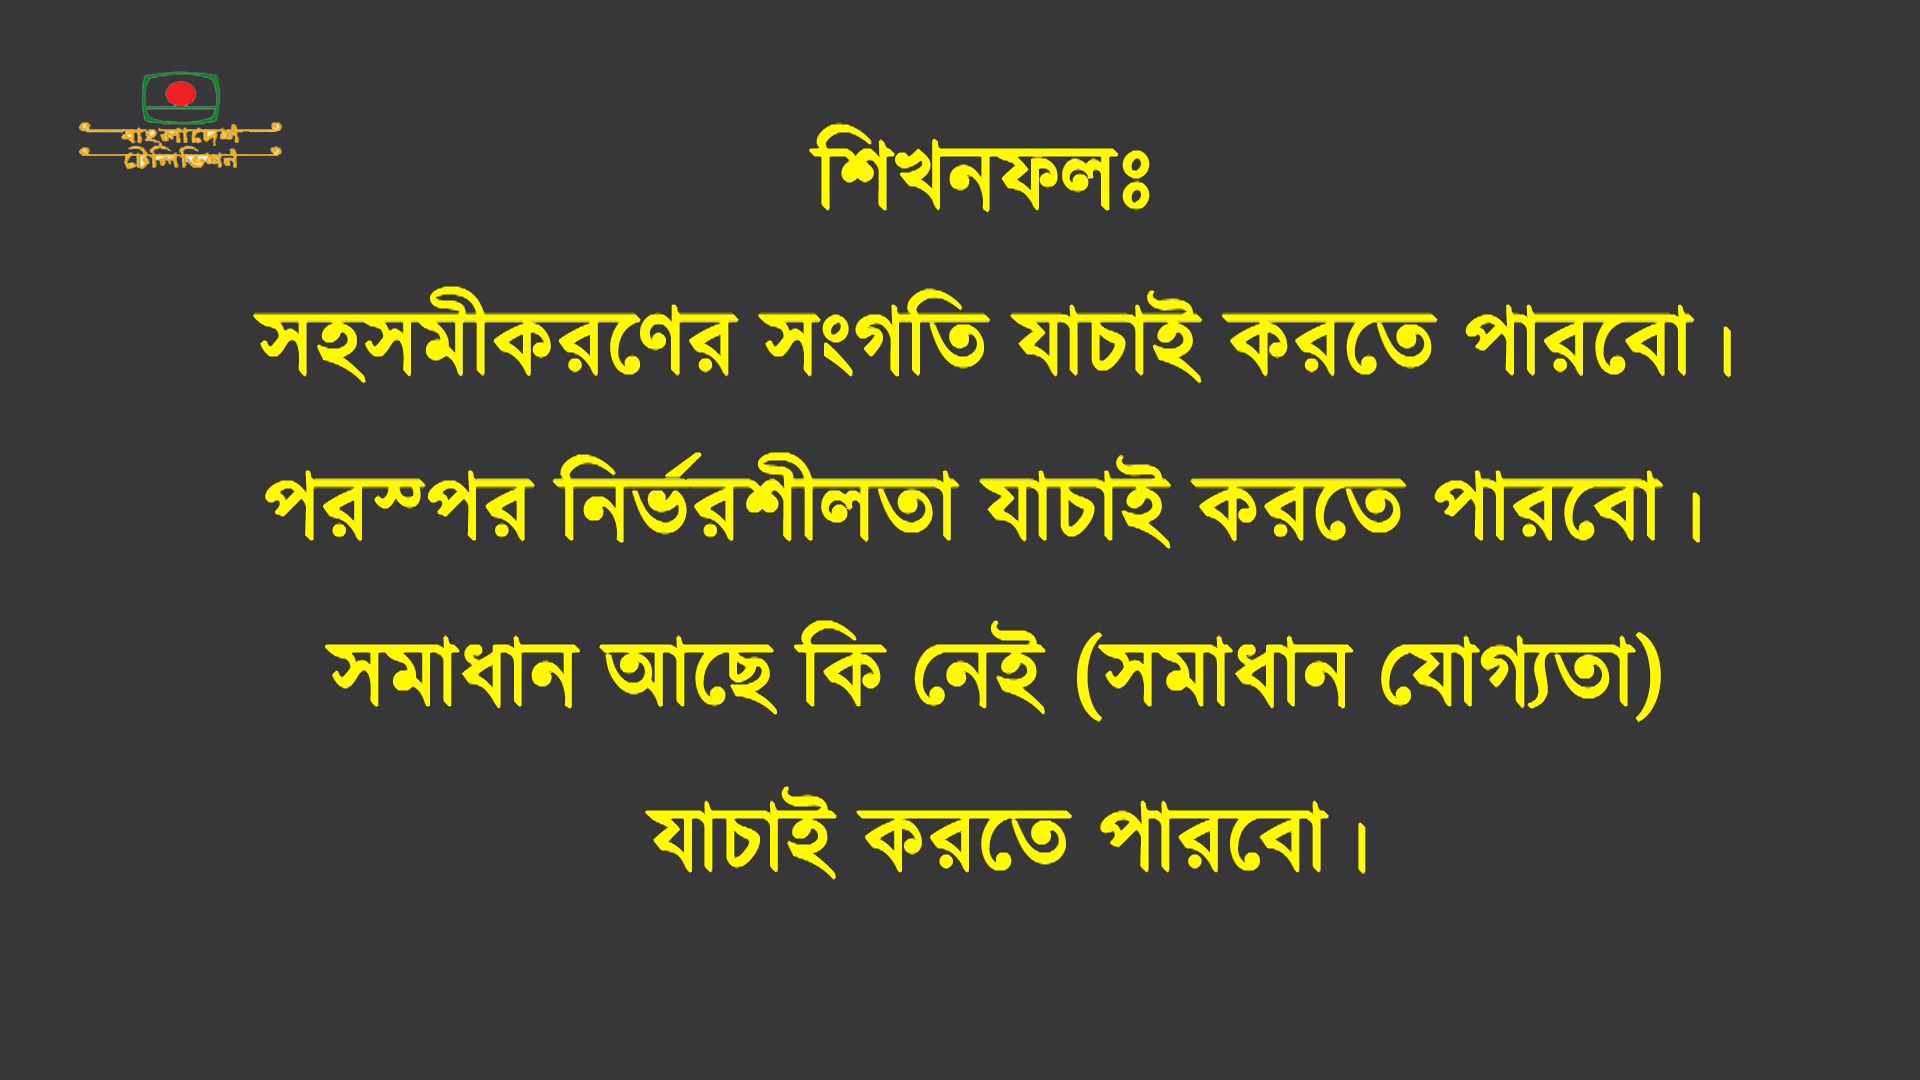 বাংলাদেশ
টেলিভিশন
শিখনফলঃ
সহসমীকরণের সংগতি যাচাই করতে পারবো।
পরস্পর নির্ভরশীলতা যাচাই করতে পারবো।
সমাধান আছে কি নেই (সমাধান যোগ্যতা)
যাচাই করতে পারবো।